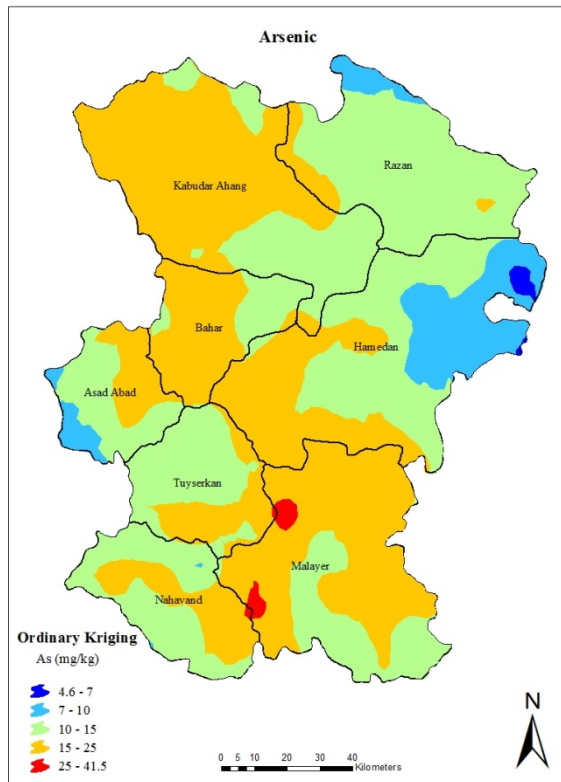 Arsenic
Razan
Kabudar Ahang
Bahar
Hamedan
Asad Abad
Tuyserkan
Malayer
Nahavand
Ordinary Kriging
As (mg/kg)
4.6 - 7
7 - 10
10 - 15
15 - 25
25 - 41.5
N
0 5 10 20 30 40
Kilometers